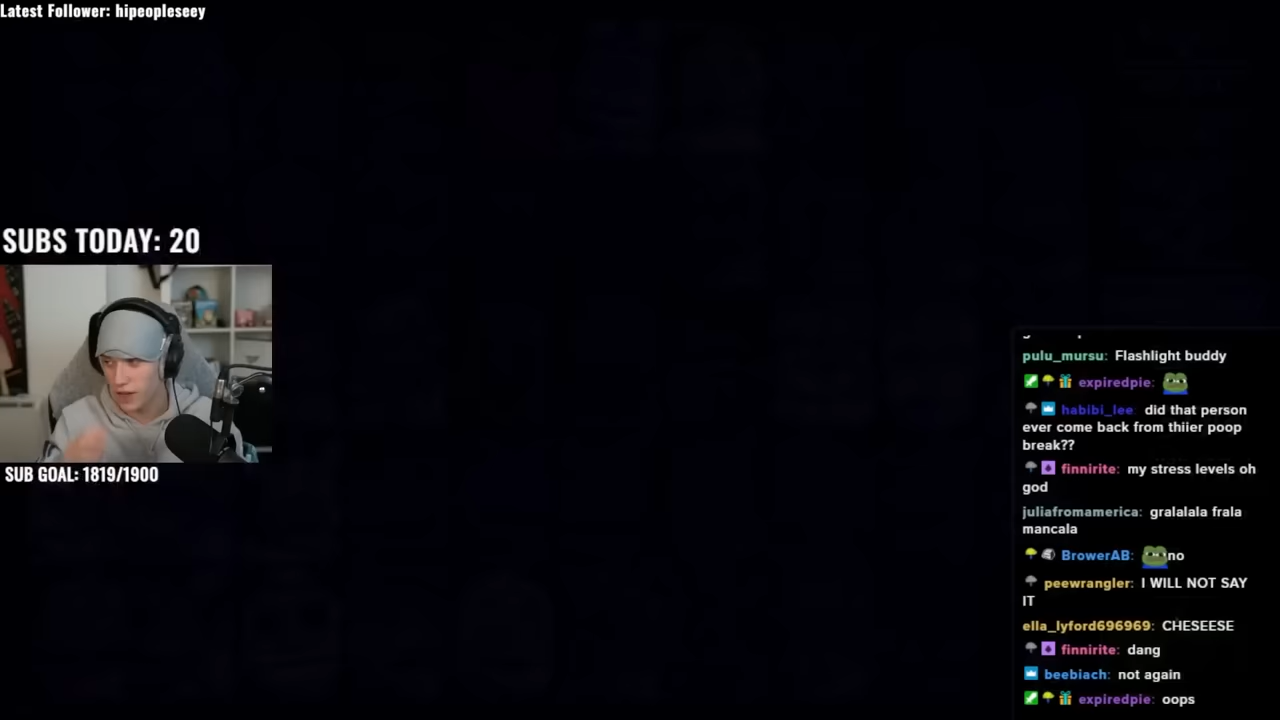 Latest Follower: hipeopleseey
SUBS TODAY: 20
SUB GOAL: 1819/1900
pulu_mursu: Flashlight buddy
expiredpie:
habibi_lee did that person
ever come back from thiier poop
break??
finnirite: my stress levels oh
god
juliafromamerica: gralalala frala
mancala
BrowerAB: no
peewrangler: I WILL NOT SAY
IT
ella_lyford696969: CHESEESE
finnirite: dang
beebiach: not again
expiredpie: oops